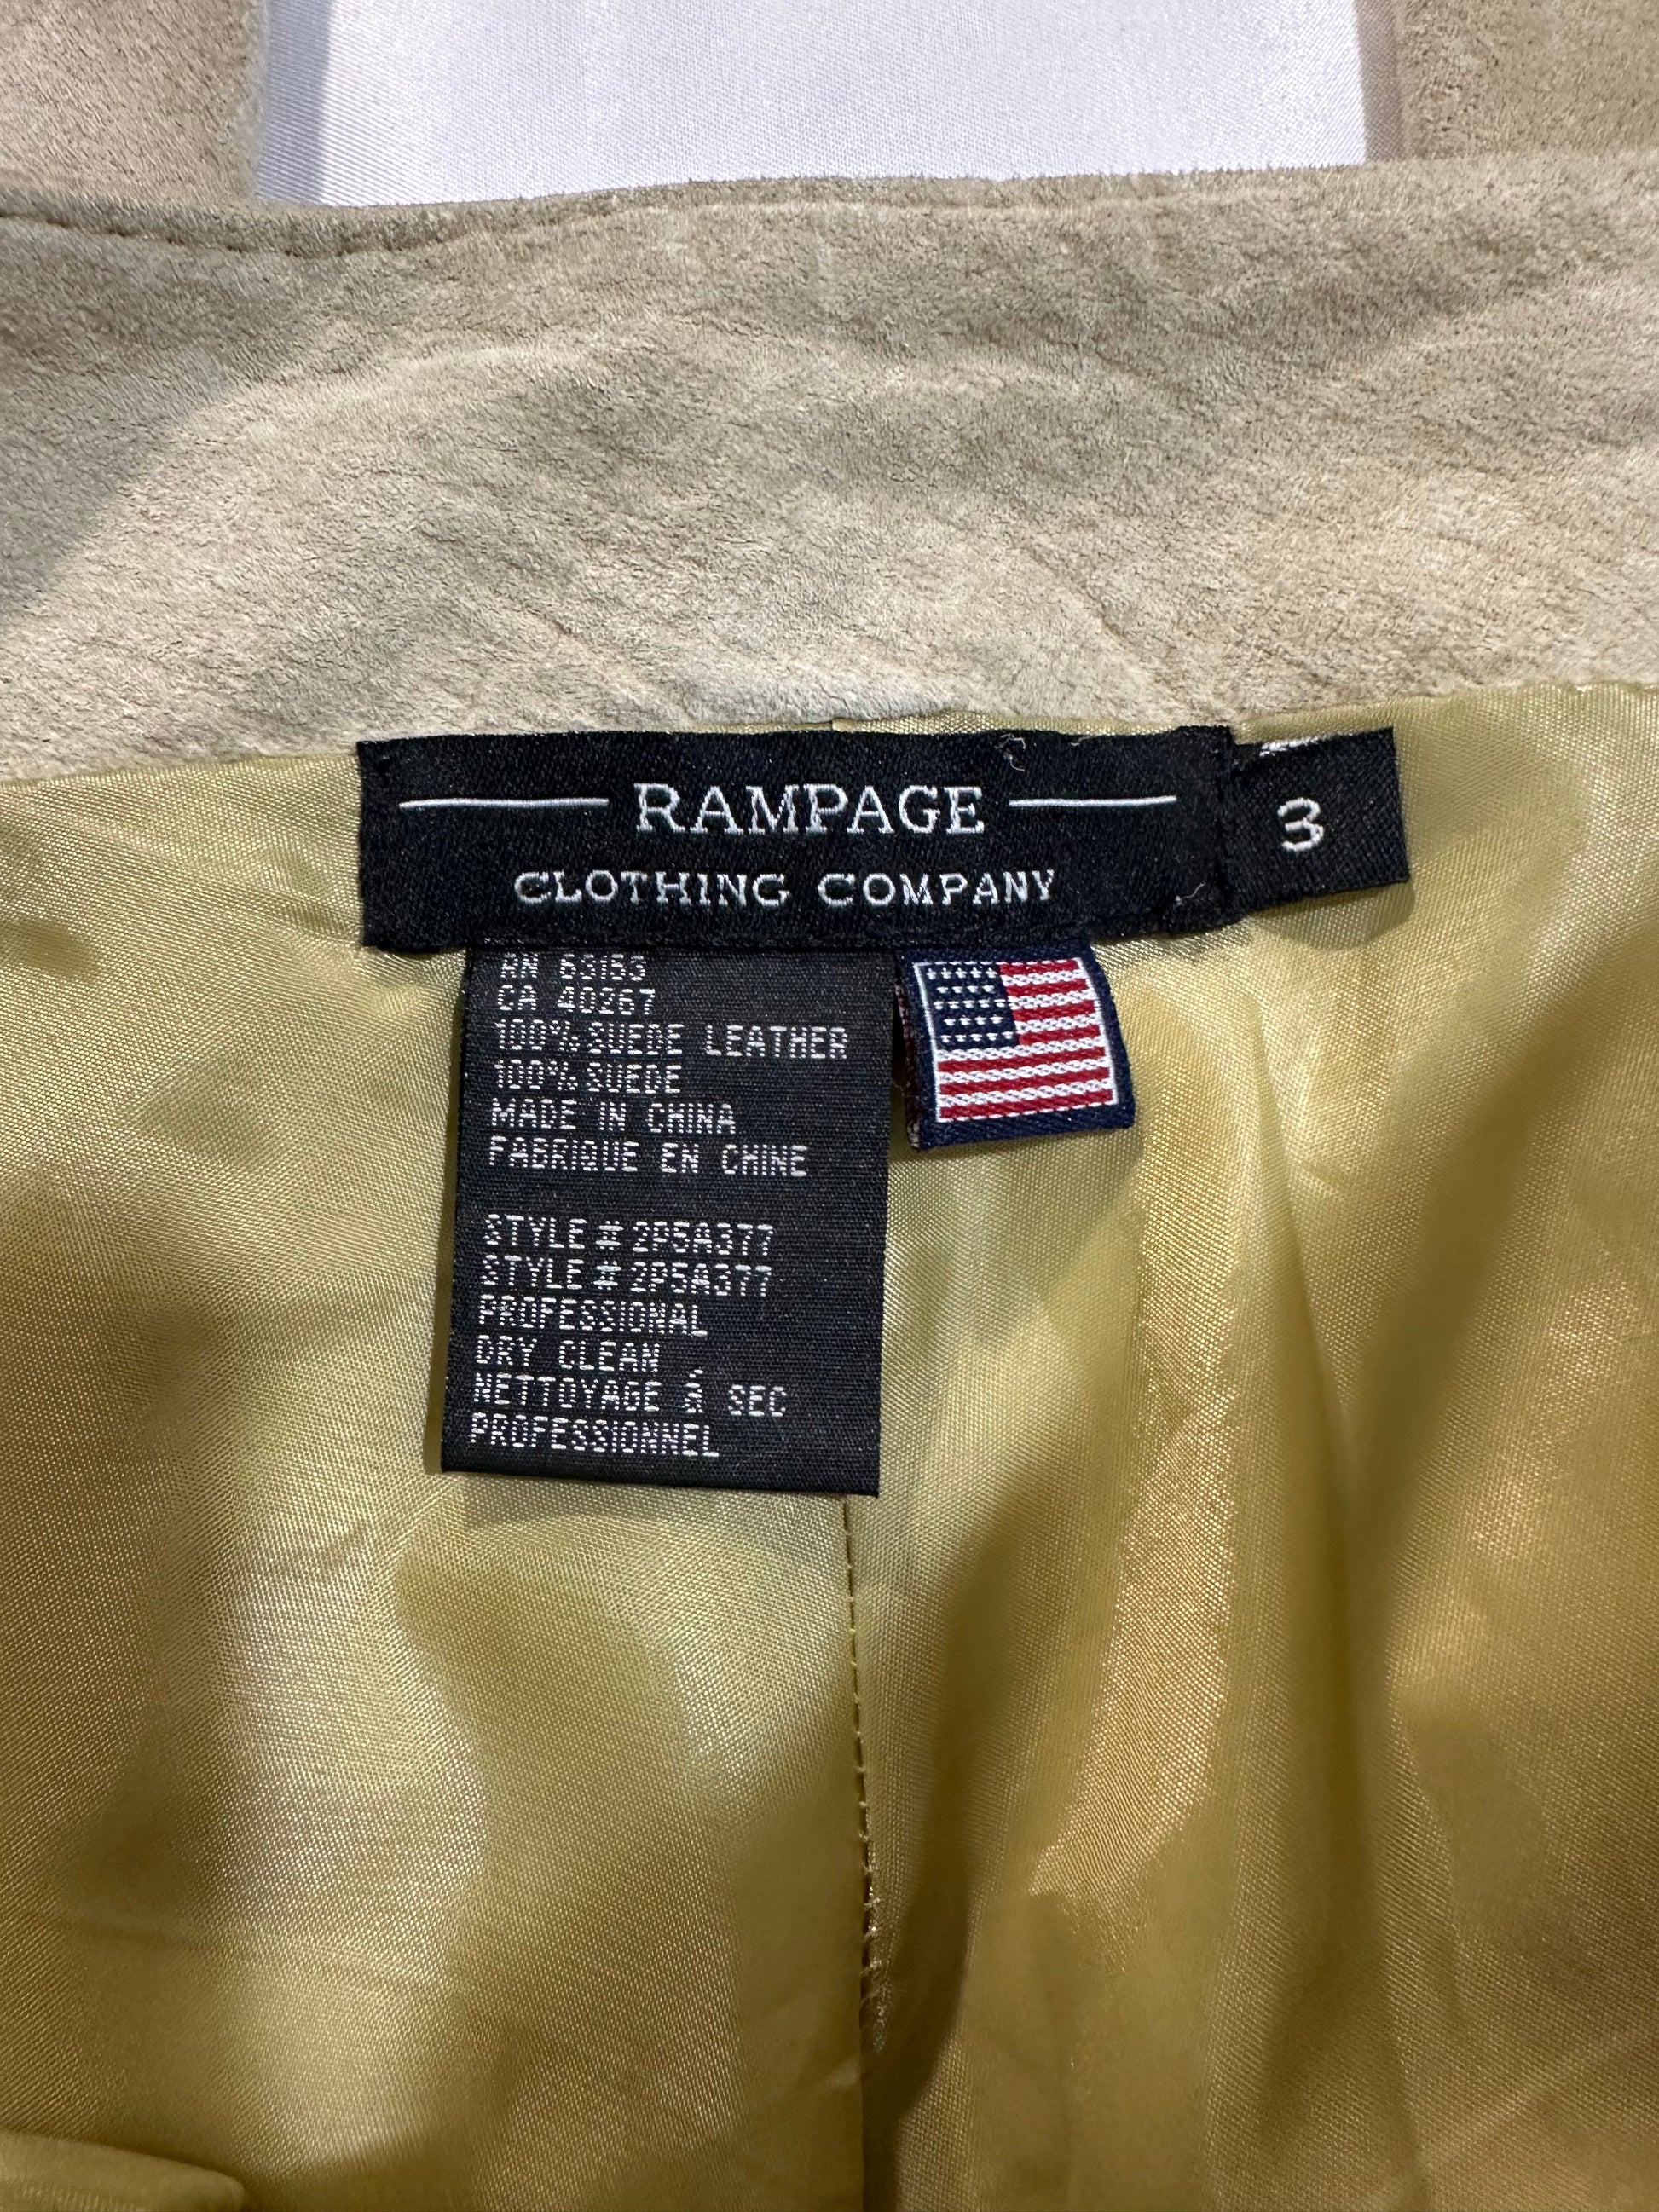 RAMPAGE
CLOTHING COMPANY
3
RN 63153
CA 40267
100% SUEDE LEATHER
100% SUEDE
MADE IN CHINA
FABRIQUE EN CHINE
STYLE # 2P5A377
STYLE # 2P5A377
PROFESSIONAL
DRY CLEAN
NETTOYAGE á SEC
PROFESSIONNEL